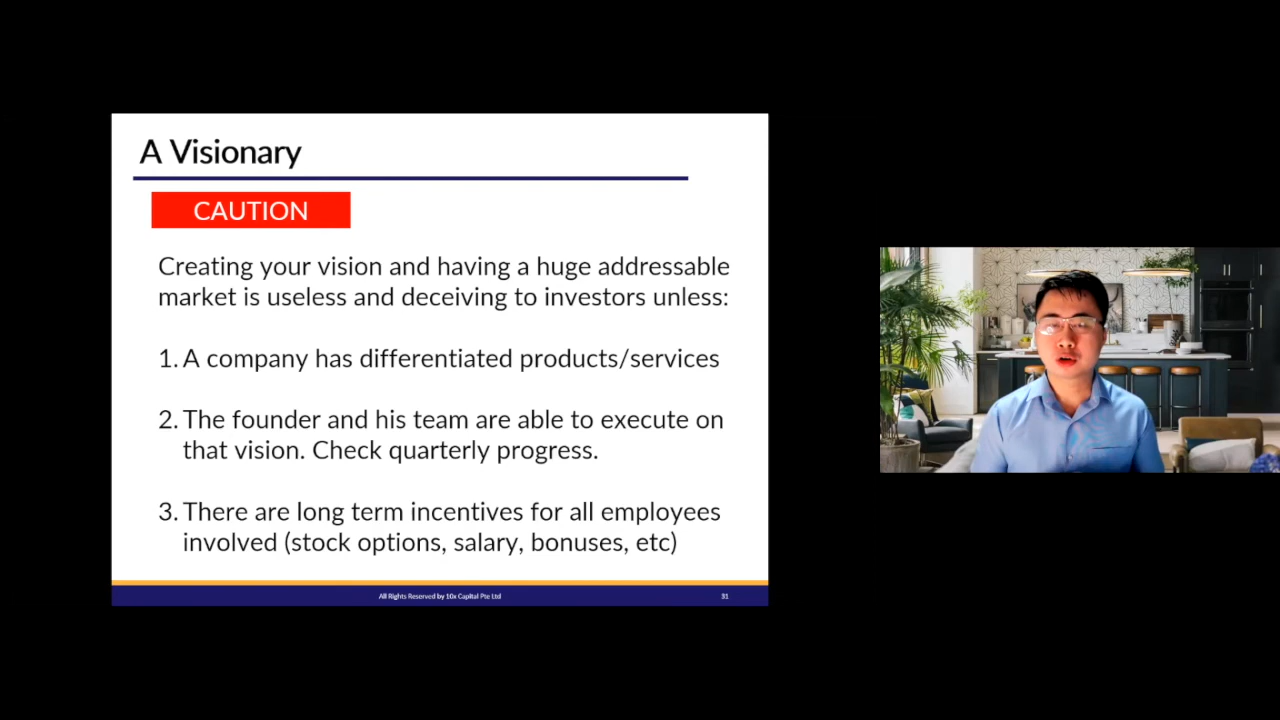 A Visionary
CAUTION
Creating your vision and having a huge addressable
market is useless and deceiving to investors unless:
1. A company has differentiated products/services
2. The founder and his team are able to execute on
that vision. Check quarterly progress.
3. There are long term incentives for all employees
involved (stock options, salary, bonuses, etc)
All Rights Reserved by 10x Capital Pte Ltd
31